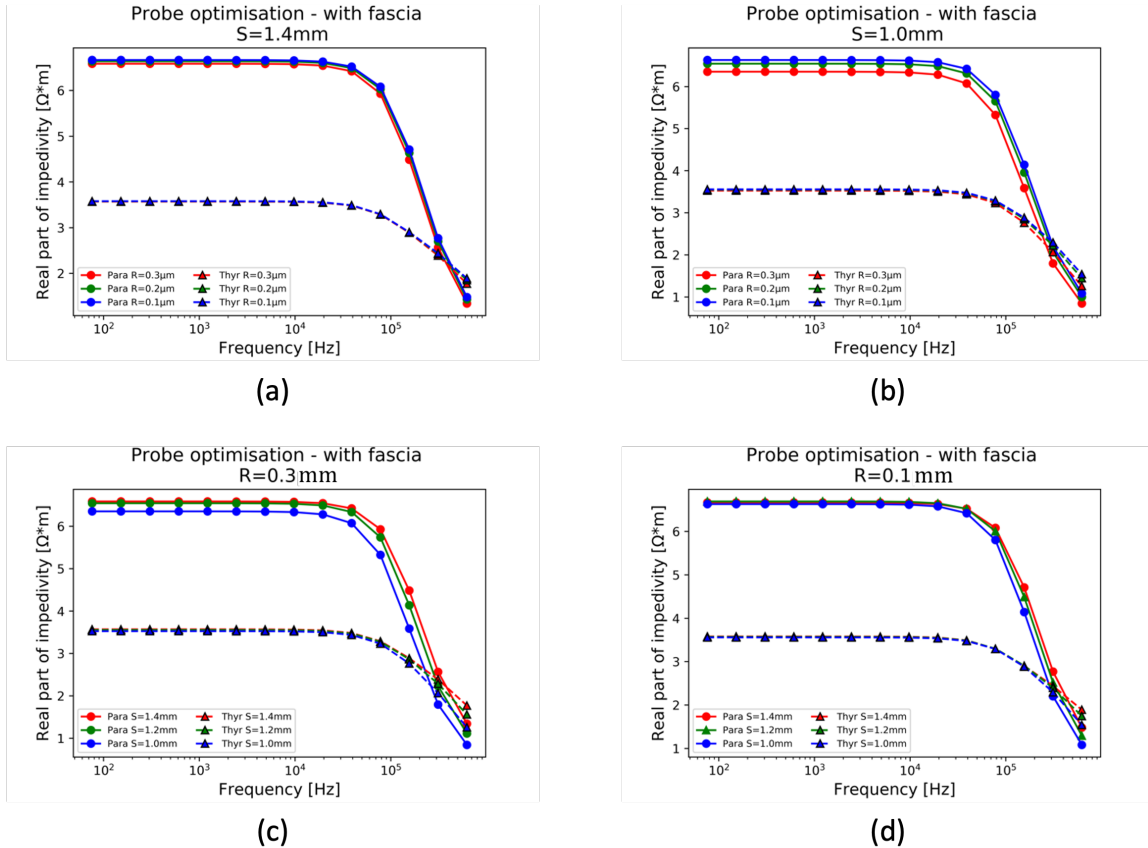 Probe optimisation - with fascia
S=1.4mm
Real part of impedivity [Ω*m]
6
5
4
3
2
Para R=0.3μm
Thyr R=0.3μm
Para R=0.2μm
Thyr R=0.2μm
Para R=0.1μm
Thyr R=0.1μm
10² 10³ 10⁴ 10⁵
Frequency [Hz]
(a)
Probe optimisation - with fascia
S=1.0mm
Real part of impedivity [Ω*m]
6
5
4
3
2
1
Para R=0.3μm
Thyr R=0.3μm
Para R=0.2μm
Thyr R=0.2μm
Para R=0.1μm
Thyr R=0.1μm
10² 10³ 10⁴ 10⁵
Frequency [Hz]
(b)
Probe optimisation - with fascia
R=0.3mm
Real part of impedivity [Ω*m]
6
5
4
3
2
1
Para S=1.4mm
Thyr S=1.4mm
Para S=1.2mm
Thyr S=1.2mm
Para S=1.0mm
Thyr S=1.0mm
10² 10³ 10⁴ 10⁵
Frequency [Hz]
(c)
Probe optimisation - with fascia
R=0.1 mm
Real part of impedivity [Ω*m]
6
5
4
3
2
1
Para S=1.4mm
Thyr S=1.4mm
Para S=1.2mm
Thyr S=1.2mm
Para S=1.0mm
Thyr S=1.0mm
10² 10³ 10⁴ 10⁵
Frequency [Hz]
(d)